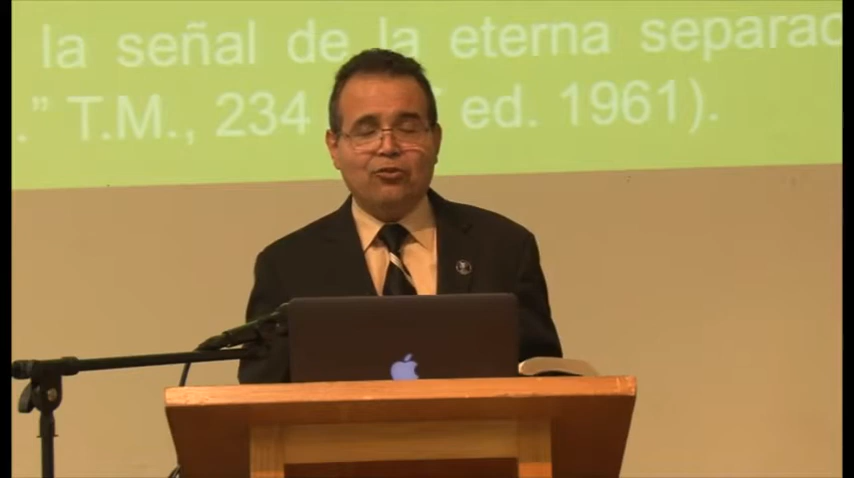 la señal de la eterna separac
.” T.M., 234 ed. 1961).